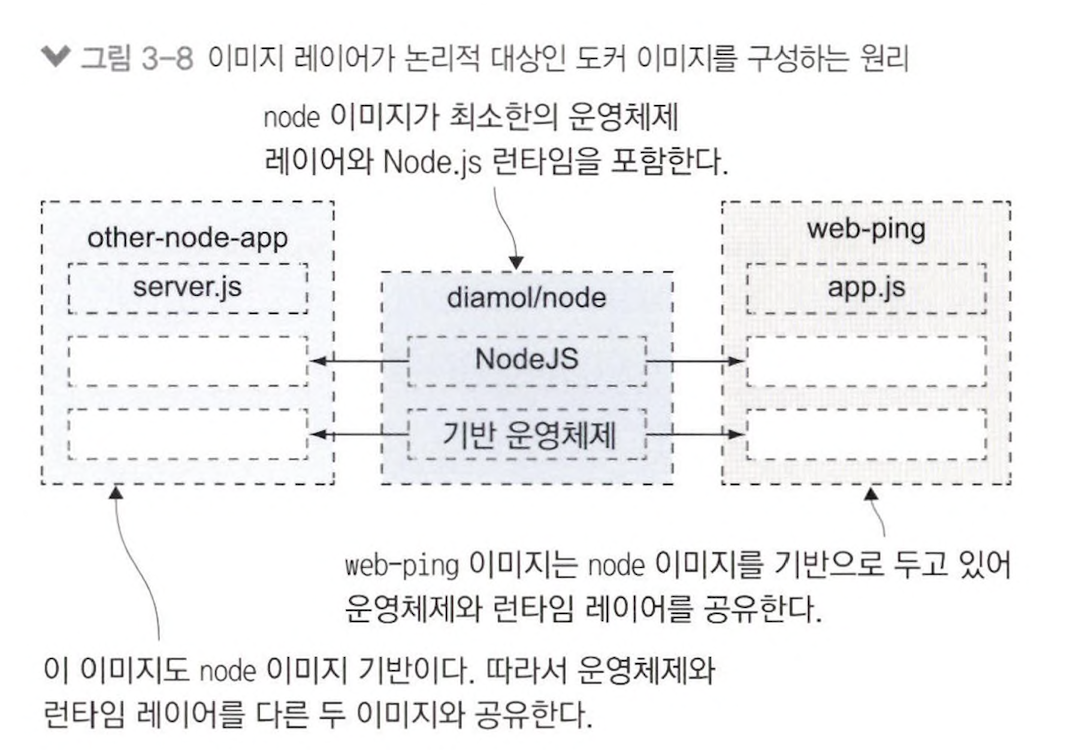 그림 3-8 이미지 레이어가 논리적 대상인 도커 이미지를 구성하는 원리
node 이미지가 최소한의 운영체제
레이어와 Node.js 런타임을 포함한다.
other-node-app
server.js
diamol/node
NodeJS
기반 운영체제
web-ping
app.js
web-ping 이미지는 node 이미지를 기반으로 두고 있어
운영체제와 런타임 레이어를 공유한다.
이 이미지도 node 이미지 기반이다. 따라서 운영체제와
런타임 레이어를 다른 두 이미지와 공유한다.